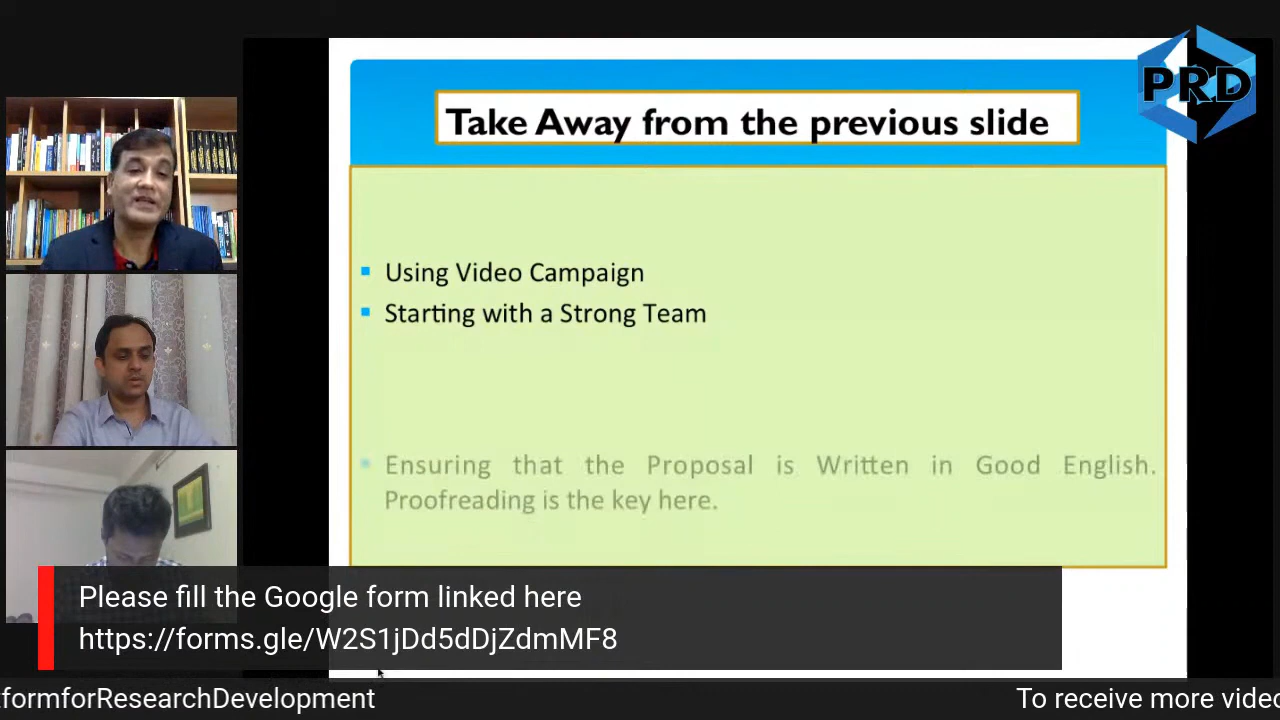 PRD
Take Away from the previous slide
Using Video Campaign
Starting with a Strong Team
Ensuring that the Proposal is Written in Good English.
Proofreading is the key here.
Please fill the Google form linked here
https://forms.gle/W2S1jDd5dDjZdmMF8
tformforResearchDevelopment
To receive more video